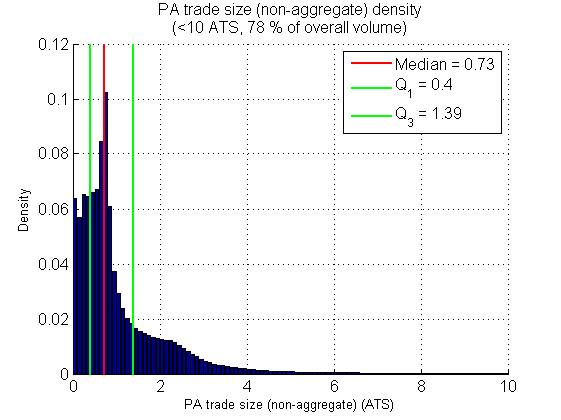 PA trade size (non-aggregate) density
(<10 ATS, 78 % of overall volume)
0.12
0.1
0.08
0.06
0.04
0.02
0
Density
Median = 0.73
Q1 = 0.4
Q3 = 1.39
0 2 4 6 8 10
PA trade size (non-aggregate) (ATS)